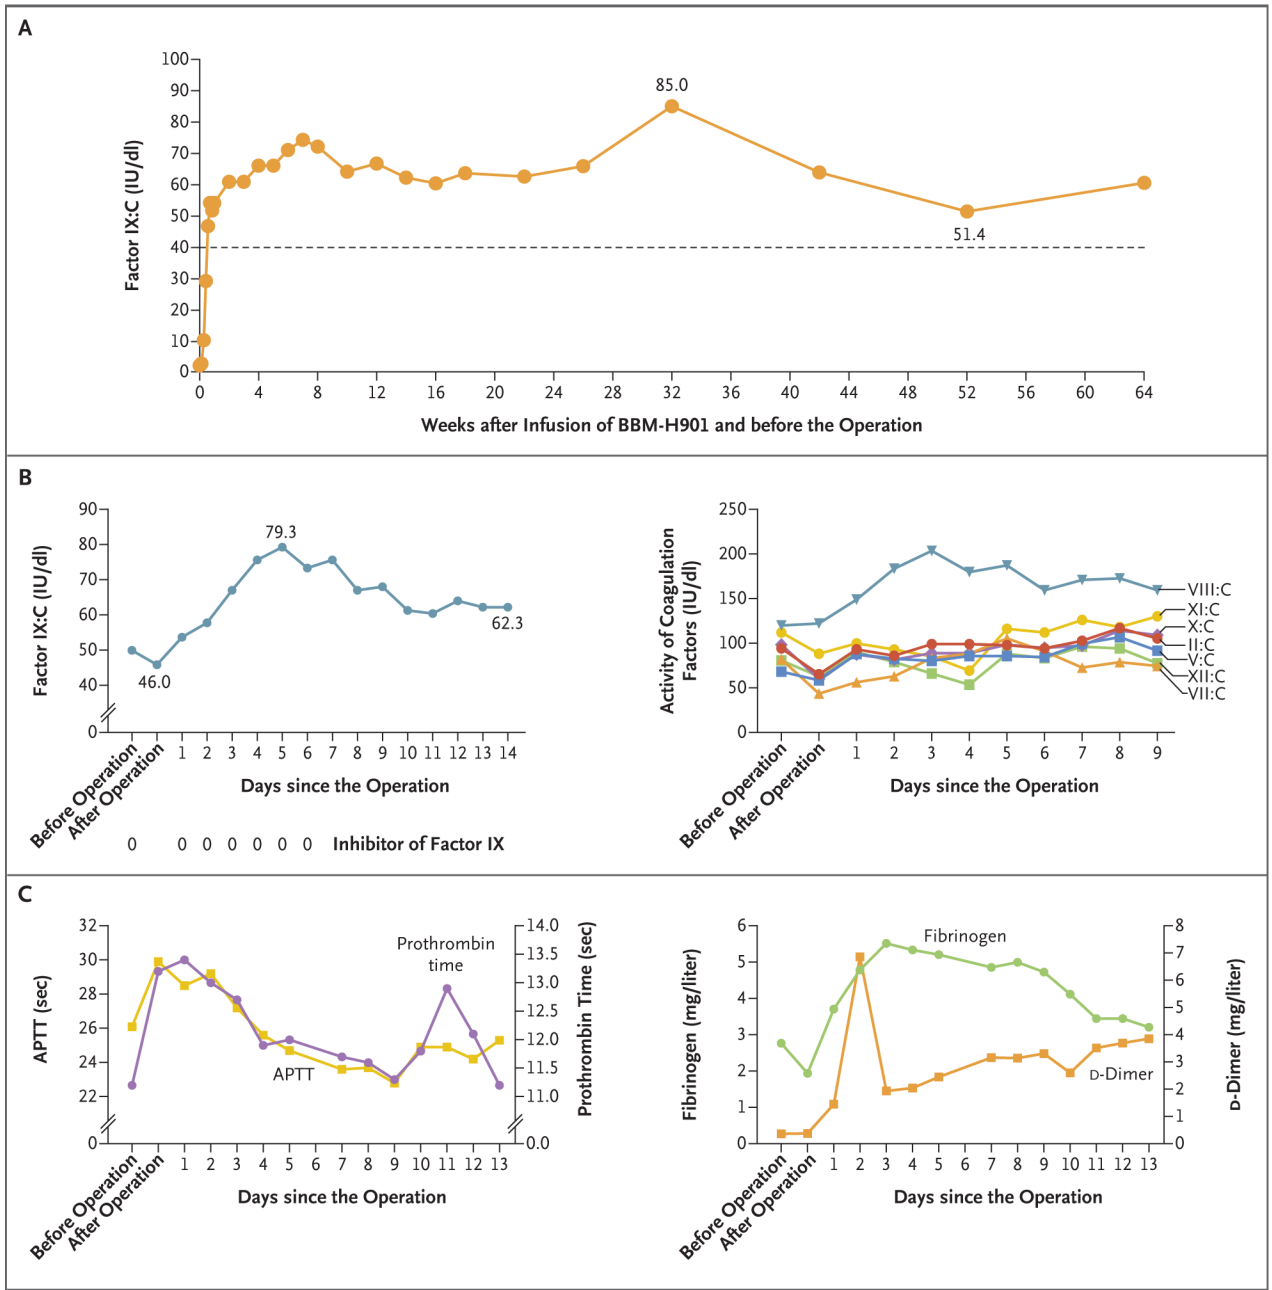 A
100
90
80
70
60
50
40
30
20
10
0
Factor IX:C (IU/dl)
85.0
51.4
0 4 8 12 16 20 24 28 32 36 40 44 48 52 56 60 64
Weeks after Infusion of BBM-H901 and before the Operation
B
90
80
70
60
50
40
0
Factor IX:C (IU/dl)
79.3
62.3
46.0
Before Operation
After Operation
1 2 3 4 5 6 7 8 9 10 11 12 13 14
Days since the Operation
0 0 0 0 0 0 0 Inhibitor of Factor IX
250
200
150
100
50
0
Activity of Coagulation
Factors (IU/dl)
VIII:C
XI:C
X:C
II:C
V:C
XII:C
VII:C
Before Operation
After Operation
1 2 3 4 5 6 7 8 9
Days since the Operation
C
32
30
28
26
24
22
0
APTT (sec)
Prothrombin
time
APTT
14.0
13.5
13.0
12.5
12.0
11.5
11.0
0.0
Prothrombin Time (sec)
Before Operation
After Operation
1 2 3 4 5 6 7 8 9 10 11 12 13
Days since the Operation
6
5
4
3
2
1
0
Fibrinogen (mg/liter)
Fibrinogen
D-Dimer
8
7
6
5
4
3
2
1
0
D-Dimer (mg/liter)
Before Operation
After Operation
1 2 3 4 5 6 7 8 9 10 11 12 13
Days since the Operation